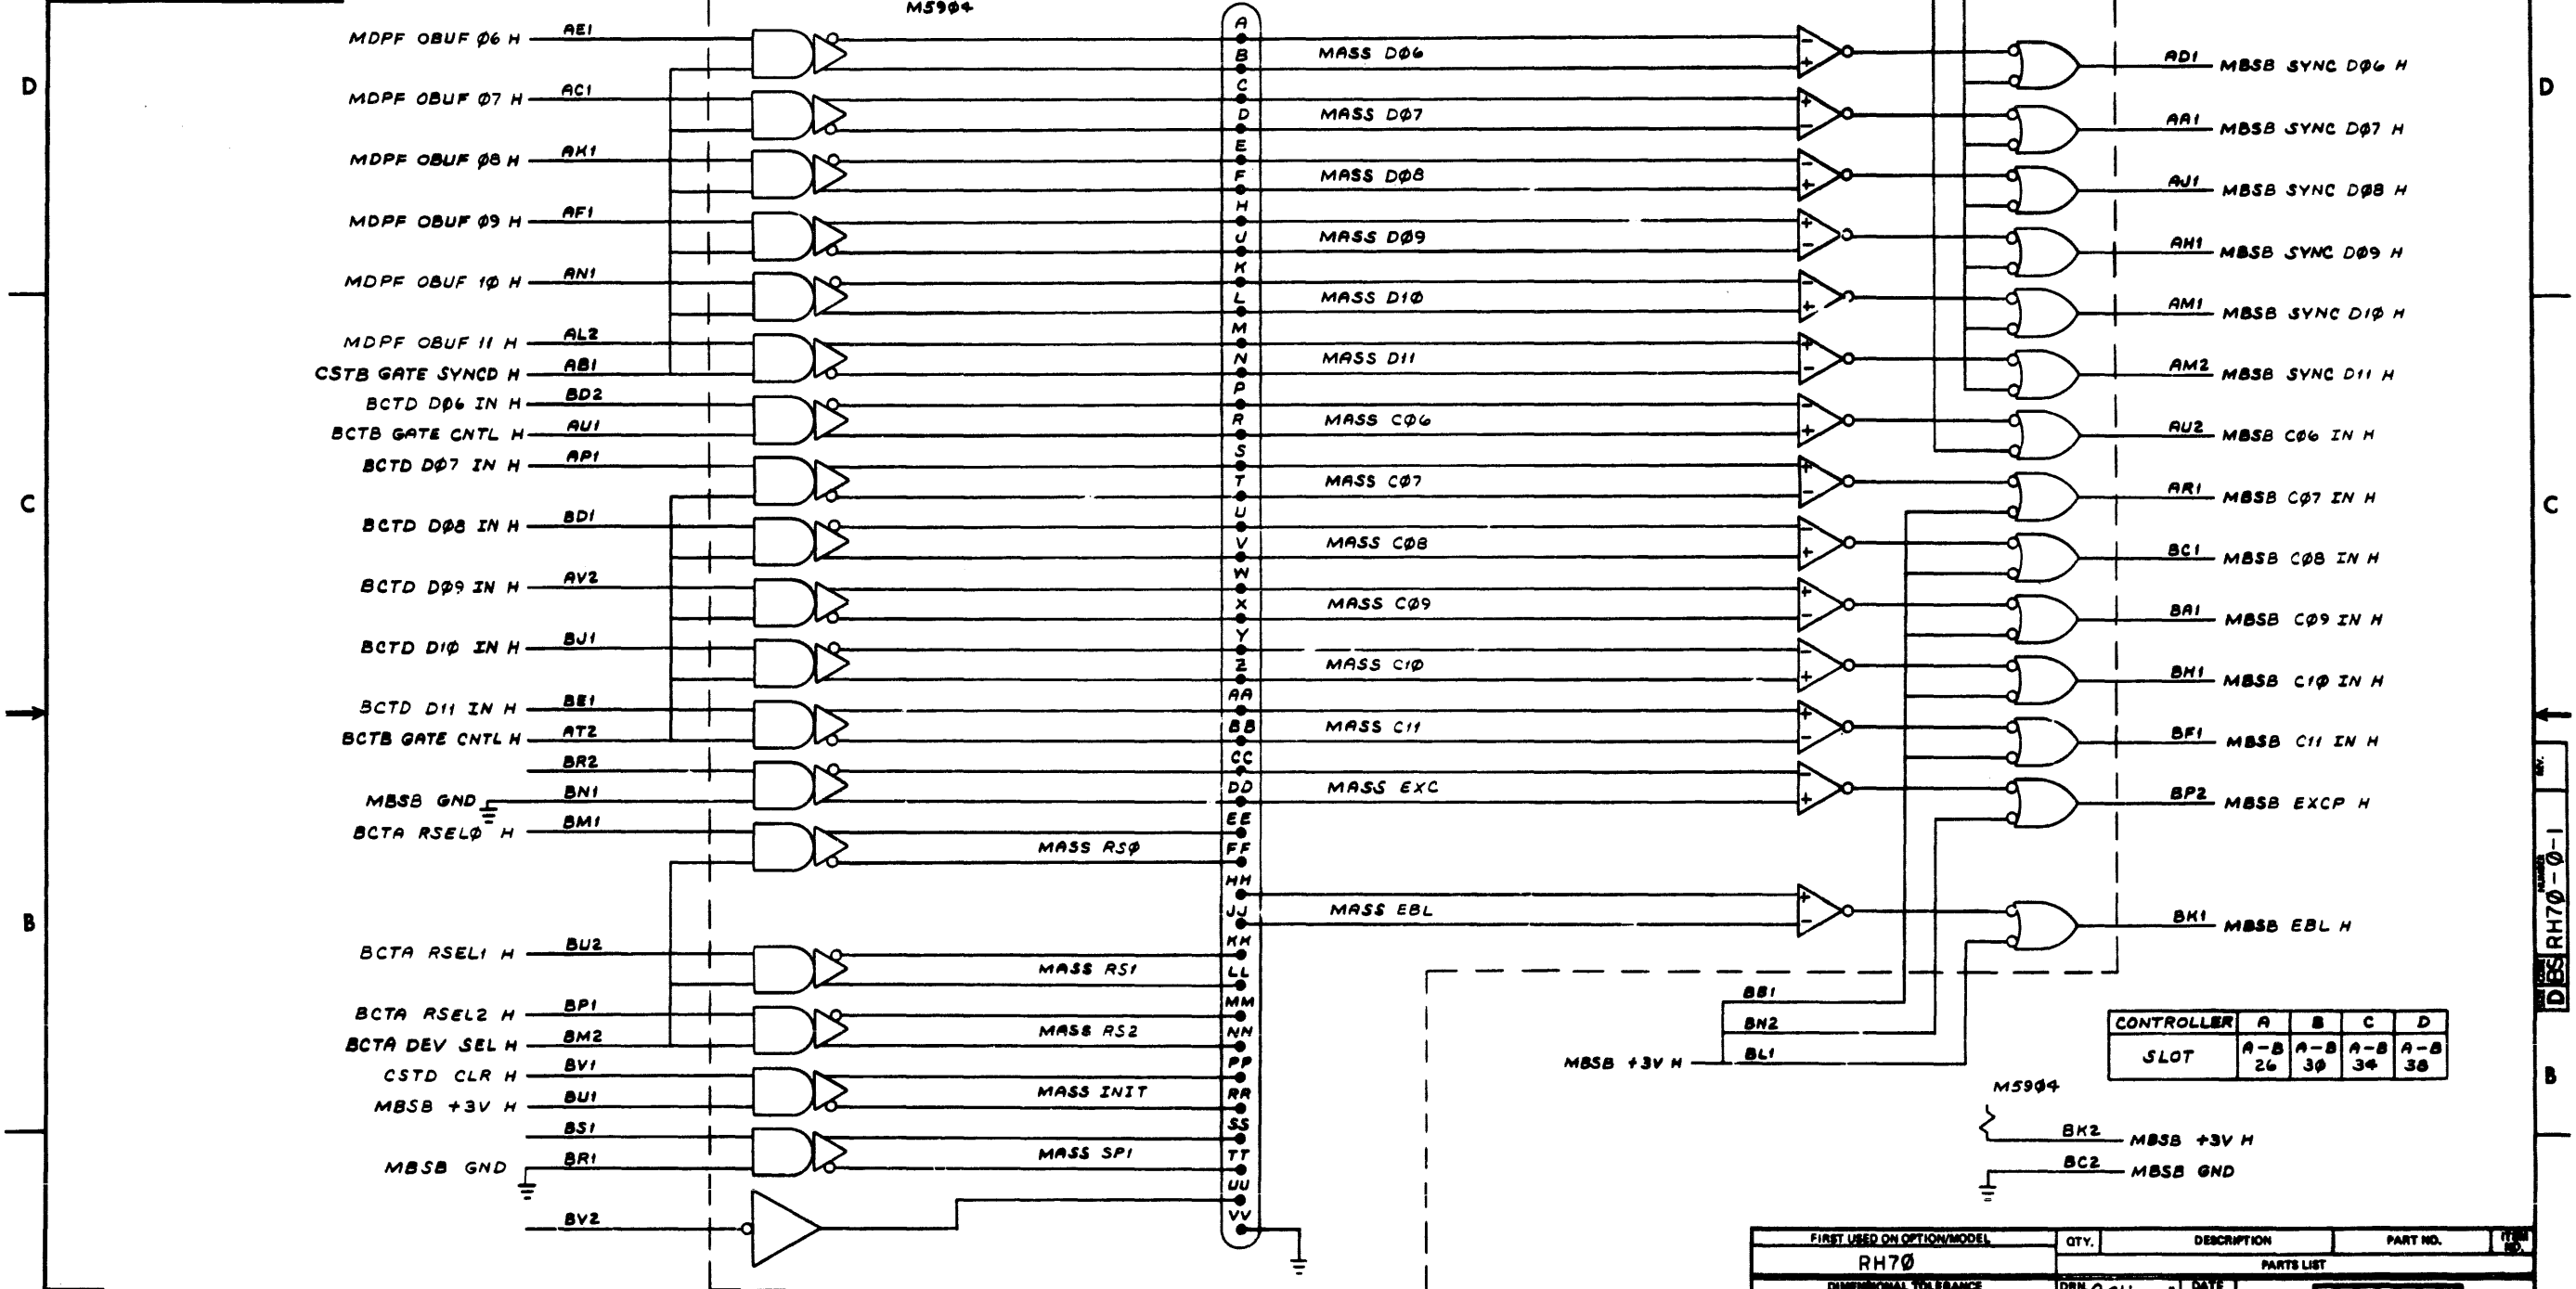 M5904
MDPF OBUF Ø6 H AE1
MDPF OBUF Ø7 H AC1
MDPF OBUF Ø8 H AK1
MDPF OBUF Ø9 H AF1
MDPF OBUF 1Ø H AN1
MDPF OBUF 11 H AL2
CSTB GATE SYNCD H AB1
BCTD DØ6 IN H BD2
BCTB GATE CNTL H AU1
BCTD DØ7 IN H AP1
BCTD DØ8 IN H BD1
BCTD DØ9 IN H AV2
BCTD D1Ø IN H BJ1
BCTD D11 IN H BE1
BCTB GATE CNTL H AT2
BR2
MBSB GND BN1
BCTA RSELØ H BM1
BCTA RSEL1 H BU2
BCTA RSEL2 H BP1
BCTA DEV SEL H BM2
CSTD CLR H BV1
MBSB +3V H BU1
BS1
MBSB GND BR1
BV2
MASS RSØ
MASS RS1
MASS RS2
MASS INIT
MASS SP1
A
B
C
D
E
F
H
J
K
L
M
N
P
R
S
T
U
V
W
X
Y
Z
AA
BB
CC
DD
EE
FF
HH
JJ
KK
LL
MM
NN
PP
RR
SS
TT
UU
VV
MASS DØ6
MASS DØ7
MASS DØ8
MASS DØ9
MASS D1Ø
MASS D11
MASS CØ6
MASS CØ7
MASS CØ8
MASS CØ9
MASS C1Ø
MASS C11
MASS EXC
MASS EBL
AD1 MBSB SYNC DØ6 H
AA1 MBSB SYNC DØ7 H
AJ1 MBSB SYNC DØ8 H
AH1 MBSB SYNC DØ9 H
AM1 MBSB SYNC D1Ø H
AM2 MBSB SYNC D11 H
AU2 MBSB CØ6 IN H
AR1 MBSB CØ7 IN H
BC1 MBSB CØ8 IN H
BA1 MBSB CØ9 IN H
BH1 MBSB C1Ø IN H
BF1 MBSB C11 IN H
BP2 MBSB EXCP H
BK1 MBSB EBL H
BB1
BN2
MBSB +3V H BL1
CONTROLLER A B C D
SLOT A-B 26 A-B 3Ø A-B 34 A-B 38
M59Ø4
BK2 MBSB +3V H
BC2 MBSB GND
D
C
B
D
C
B
REV.
NUMBER
D BS RH7Ø-Ø-1
FIRST USED ON OPTION/MODEL QTY. DESCRIPTION PART NO. ITEM NO.
RH7Ø PARTS LIST
DIMENSIONAL TOLERANCE DRN. DATE